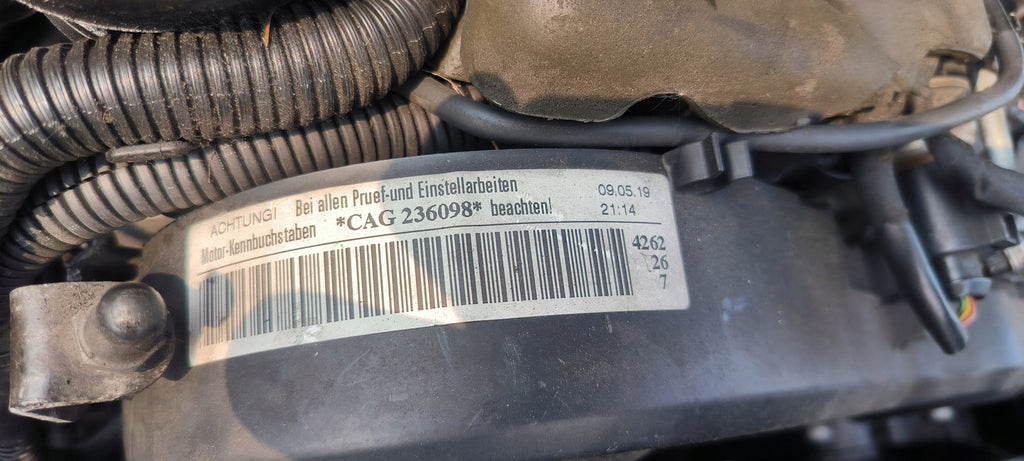 ACHTUNG! Bei allen Pruef-und Einstellarbeiten
Motor-Kennbuchstaben *CAG 236098* beachten!
09.05.19
21:14
4262
26
7